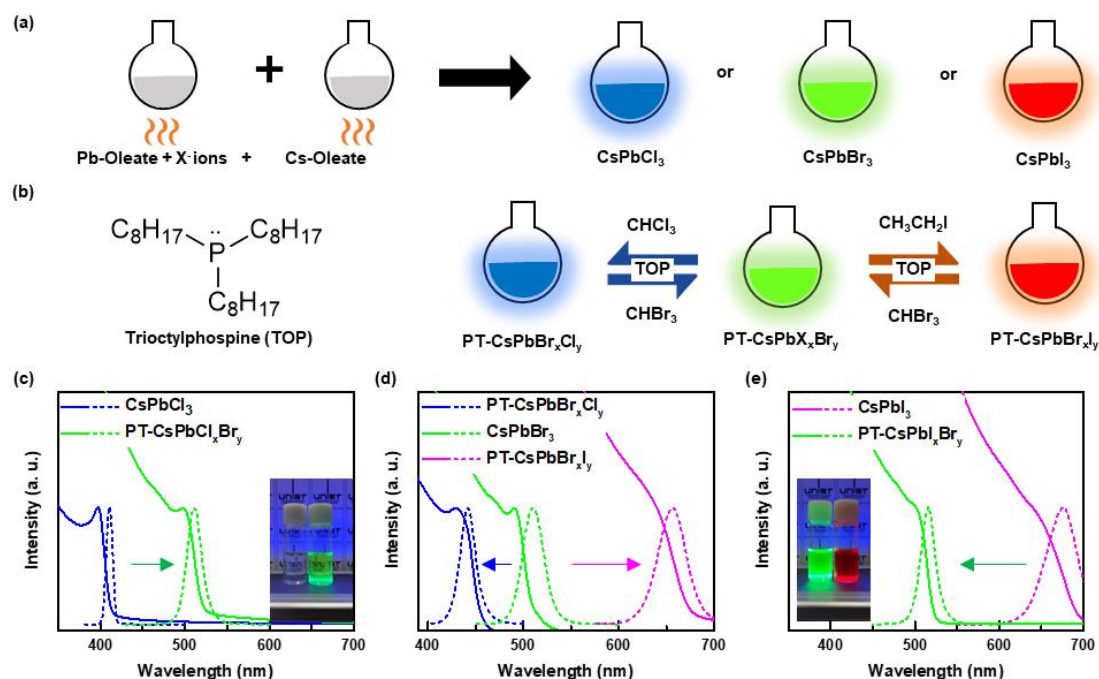 (a)
+
or
or
Pb-Oleate + X⁻ions + Cs-Oleate
CsPbCl₃
CsPbBr₃
CsPbI₃
(b)
C₈H₁₇
C₈H₁₇
P
C₈H₁₇
Trioctylphospine (TOP)
CHCl₃
TOP
CHBr₃
CH₃CH₂I
TOP
CHBr₃
PT-CsPbBrₓClᵧ
PT-CsPbXₓBrᵧ
PT-CsPbBrₓIᵧ
(c)
CsPbCl₃
PT-CsPbClₓBrᵧ
Intensity (a. u.)
UNIST
400 500 600 700
Wavelength (nm)
(d)
PT-CsPbBrₓClᵧ
CsPbBr₃
PT-CsPbBrₓIᵧ
Intensity (a. u.)
400 500 600 700
Wavelength (nm)
(e)
CsPbI₃
PT-CsPbIₓBrᵧ
Intensity (a. u.)
UNIST
400 500 600 700
Wavelength (nm)